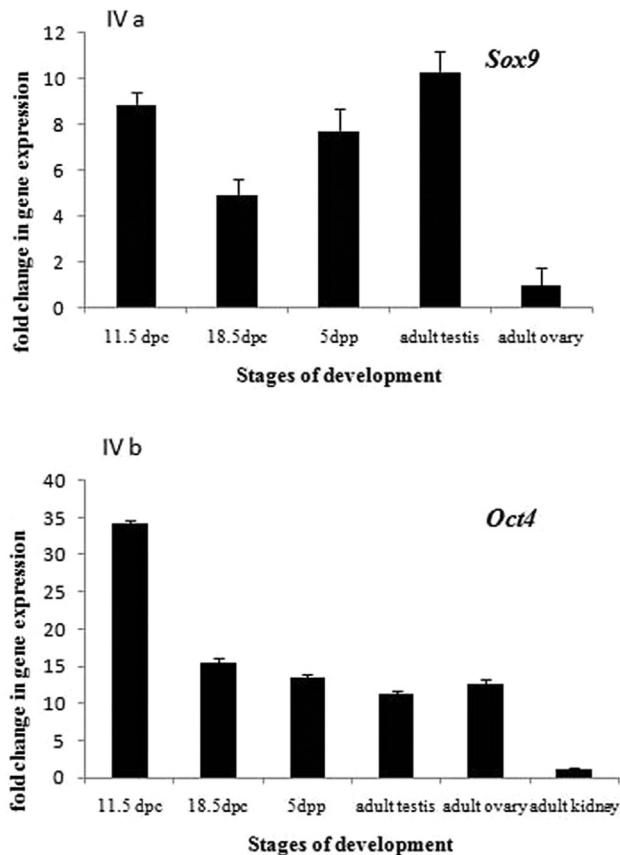 IV a
Sox9
fold change in gene expression
12
10
8
6
4
2
0
11.5 dpc 18.5dpc 5dpp adult testis adult ovary
Stages of development
IV b
Oct4
fold change in gene expression
40
35
30
25
20
15
10
5
0
11.5 dpc 18.5dpc 5dpp adult testis adult ovary adult kidney
Stages of development